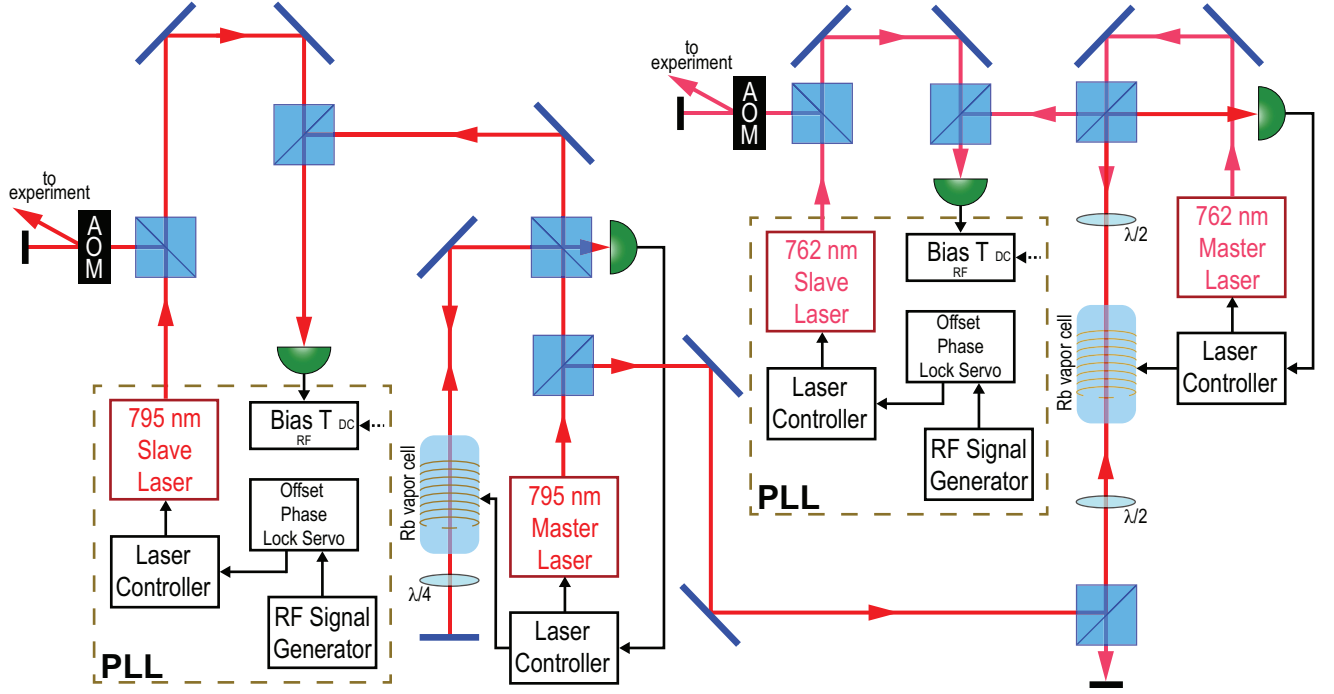 to
experiment
A
O
M
795 nm
Slave
Laser
Laser
Controller
Bias T DC
RF
Offset
Phase
Lock Servo
RF Signal
Generator
PLL
Rb vapor cell
λ/4
795 nm
Master
Laser
Laser
Controller
to
experiment
A
O
M
762 nm
Slave
Laser
Laser
Controller
Bias T DC
RF
Offset
Phase
Lock Servo
RF Signal
Generator
PLL
λ/2
Rb vapor cell
λ/2
762 nm
Master
Laser
Laser
Controller